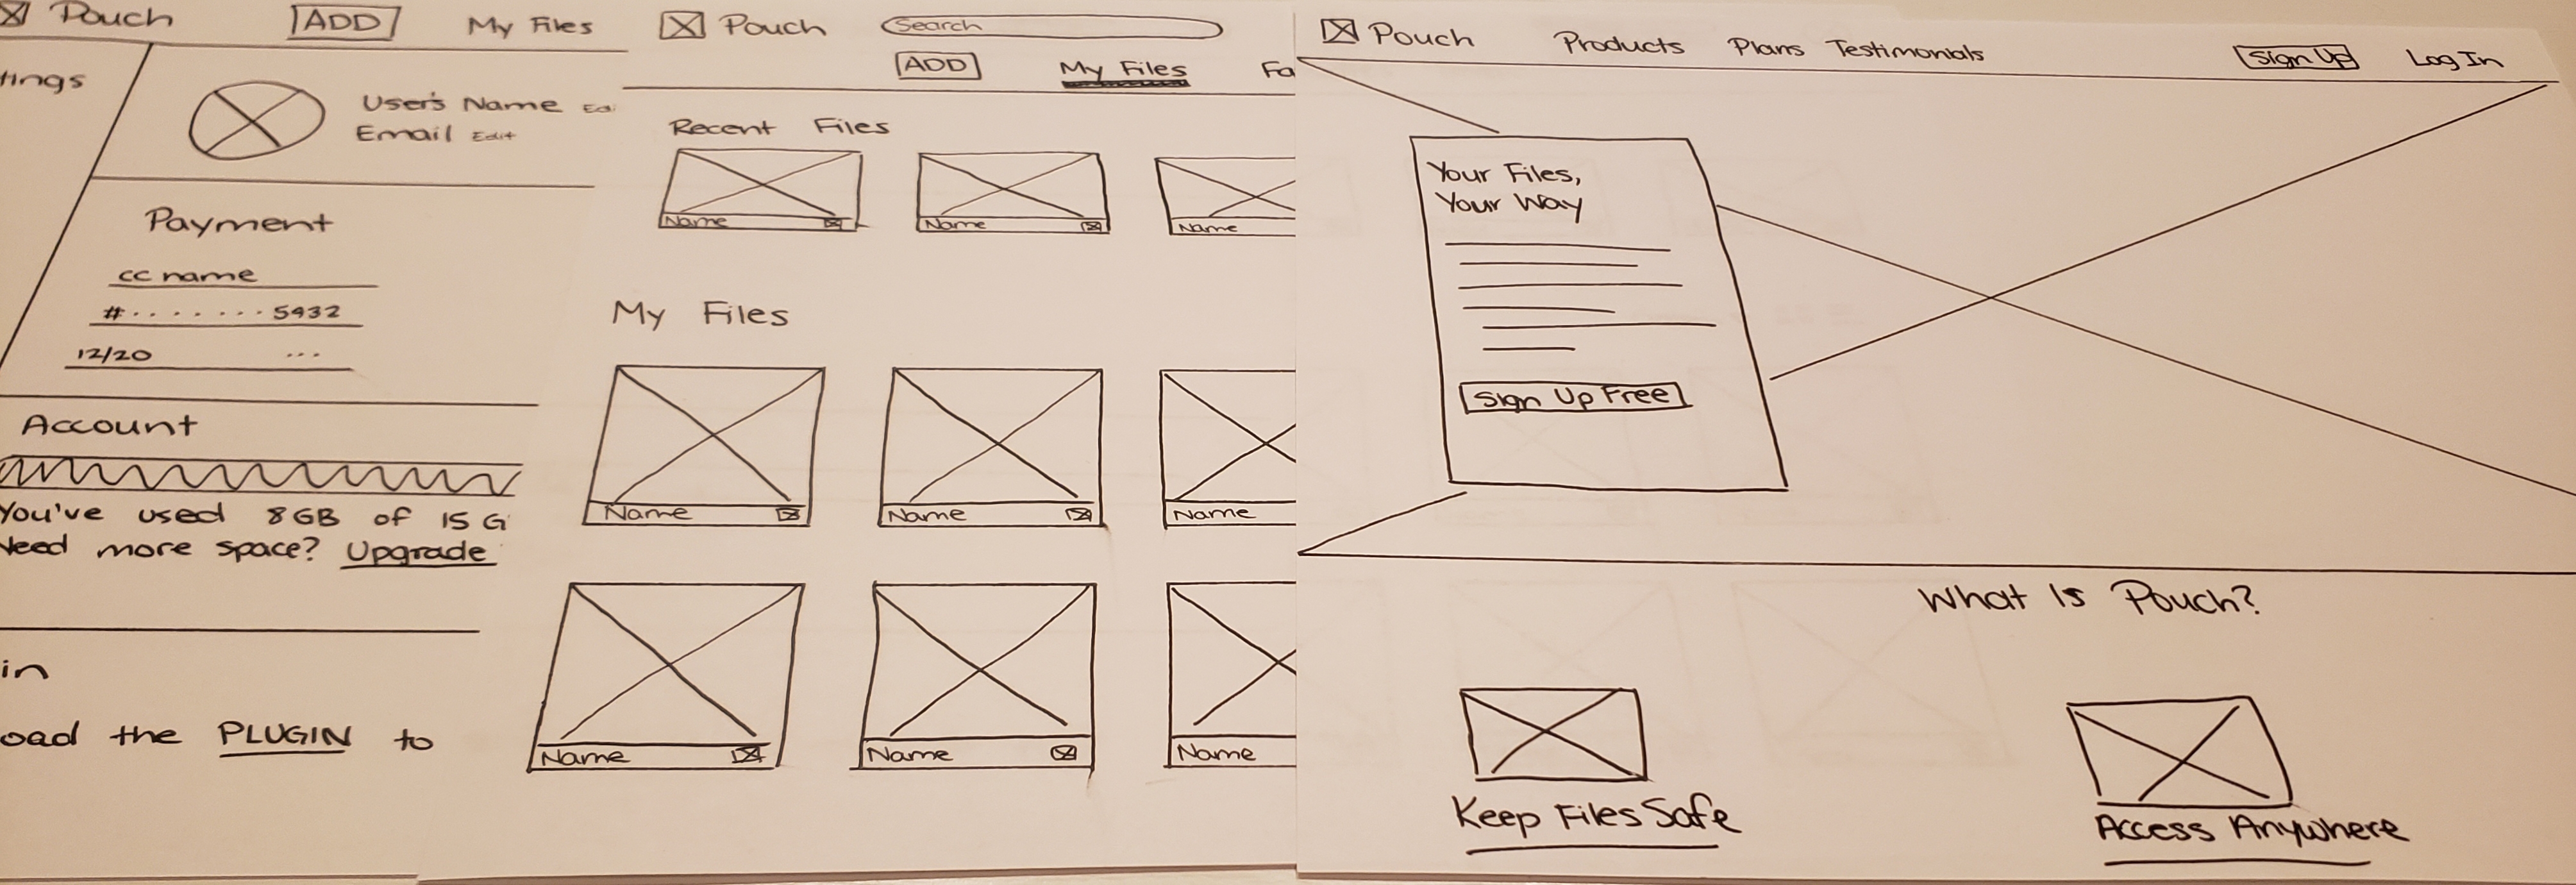 Pouch
ADD
My Files
tings
User's Name
Email Edit
Payment
cc name
#........5932
12/20 ...
Account
You've used 8GB of 15 G
Need more space? Upgrade
in
oad the PLUGIN to
Pouch
Search
ADD
My Files
Fa
Recent Files
Name
Name
Name
My Files
Name
Name
Name
Name
Name
Name
Pouch
Products
Plans
Testimonials
Sign Up
Log In
Your Files,
Your Way
Sign Up Free
What Is Pouch?
Keep Files Safe
Access Anywhere